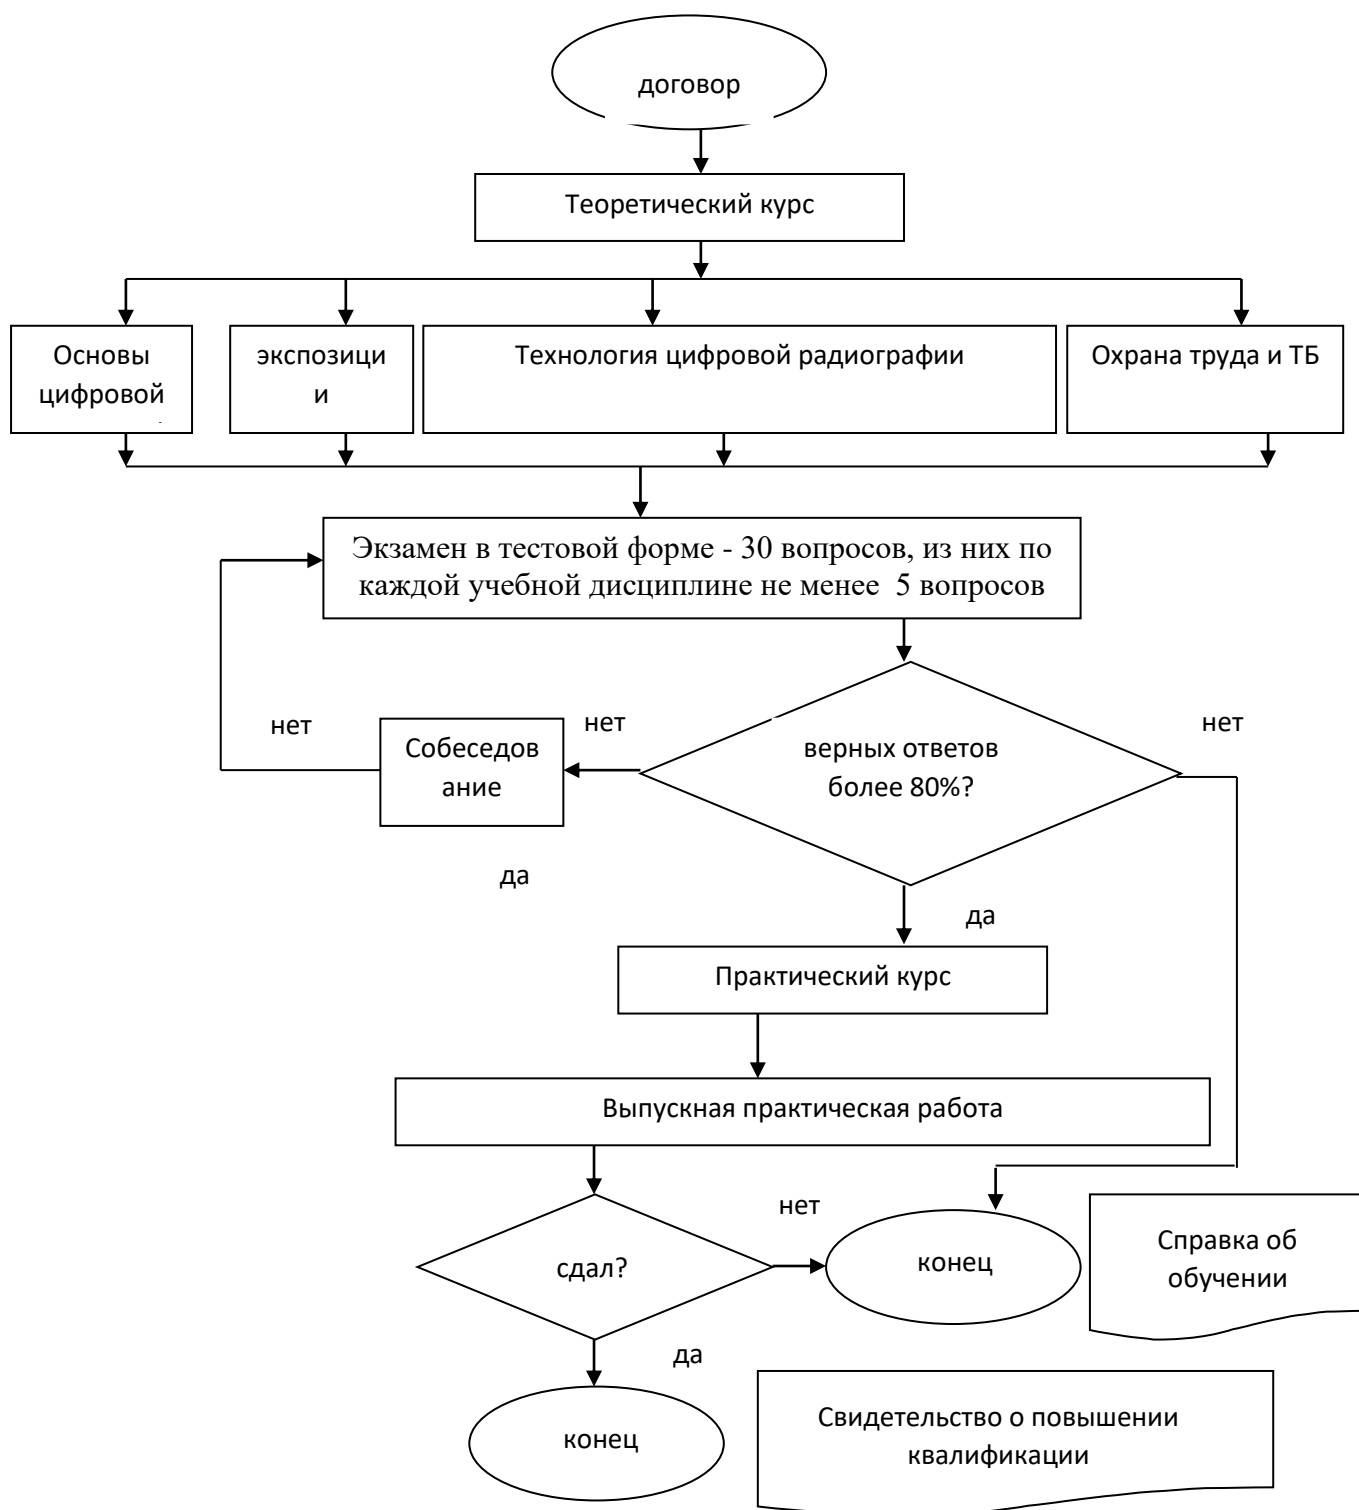 договор
Теоретический курс
Основы
цифровой
экспозици
и
Технология цифровой радиографии
Охрана труда и ТБ
Экзамен в тестовой форме - 30 вопросов, из них по
каждой учебной дисциплине не менее 5 вопросов
нет
Собеседов
ание
нет
верных ответов
более 80%?
нет
да
да
Практический курс
Выпускная практическая работа
сдал?
нет
конец
Справка об
обучении
да
конец
Свидетельство о повышении
квалификации